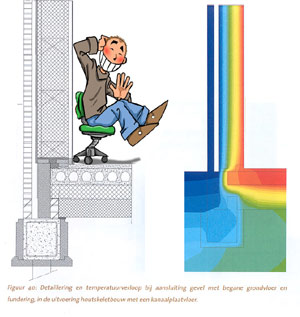 Figuur 40: Detaillering en temperatuurverloop bij aansluiting gevel met begane grondvloer en
fundering, in de uitvoering houtskeletbouw met een kanaalplaatvloer.